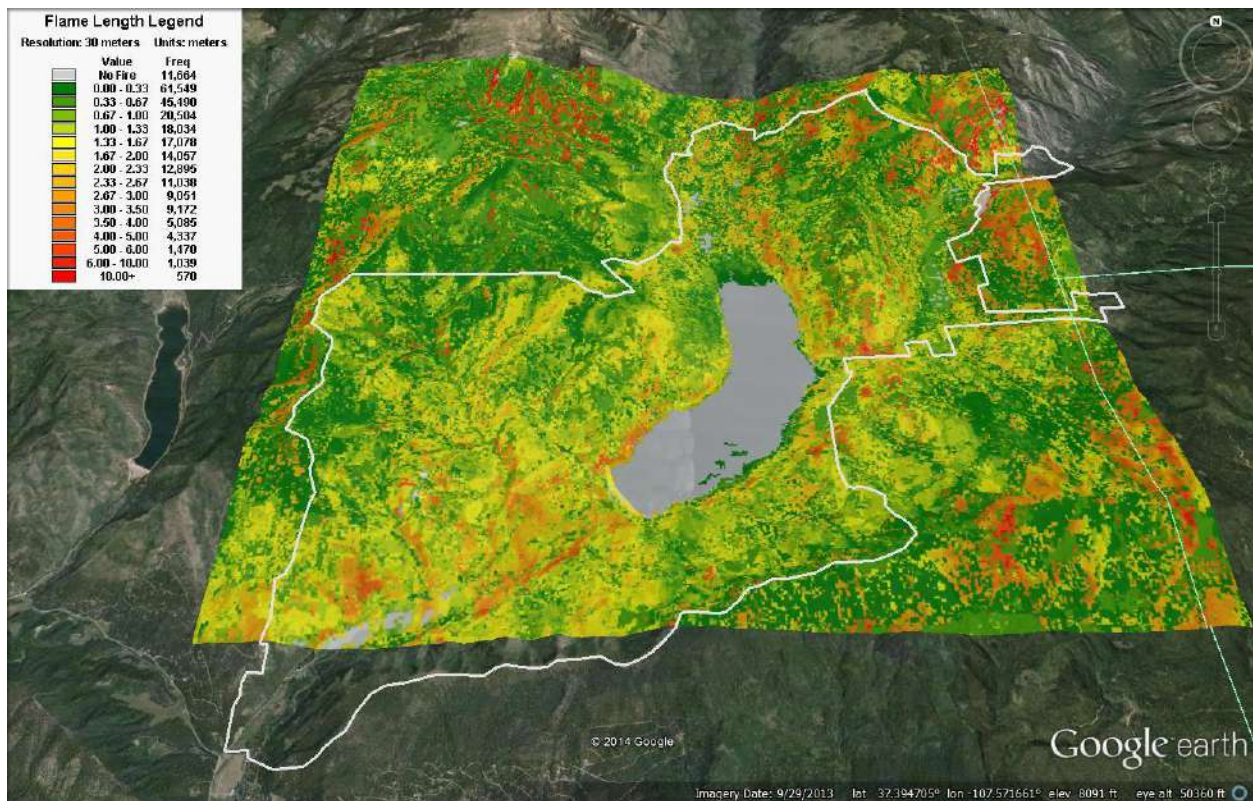 Flame Length Legend
Resolution: 30 meters Units: meters
Value Freq
No Fire 11,664
0.00 - 0.33 61,549
0.33 - 0.67 45,490
0.67 - 1.00 20,504
1.00 - 1.33 18,034
1.33 - 1.67 17,078
1.67 - 2.00 14,057
2.00 - 2.33 12,895
2.33 - 2.67 11,038
2.67 - 3.00 9,051
3.00 - 3.50 9,172
3.50 - 4.00 5,085
4.00 - 5.00 4,337
5.00 - 6.00 1,470
6.00 - 10.00 1,039
10.00+ 570
N
© 2014 Google
Google earth
Imagery Date: 9/29/2013 lat 37.394705° lon -107.571661° elev 8091 ft eye alt 50360 ft